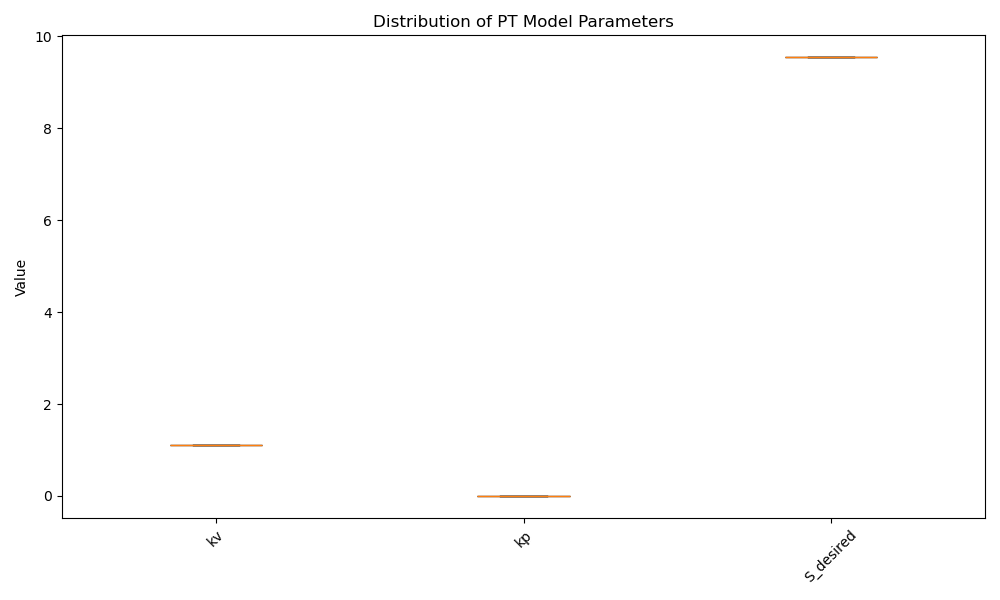 Distribution of PT Model Parameters
Value
10
8
6
4
2
0
kv
kp
S_desired